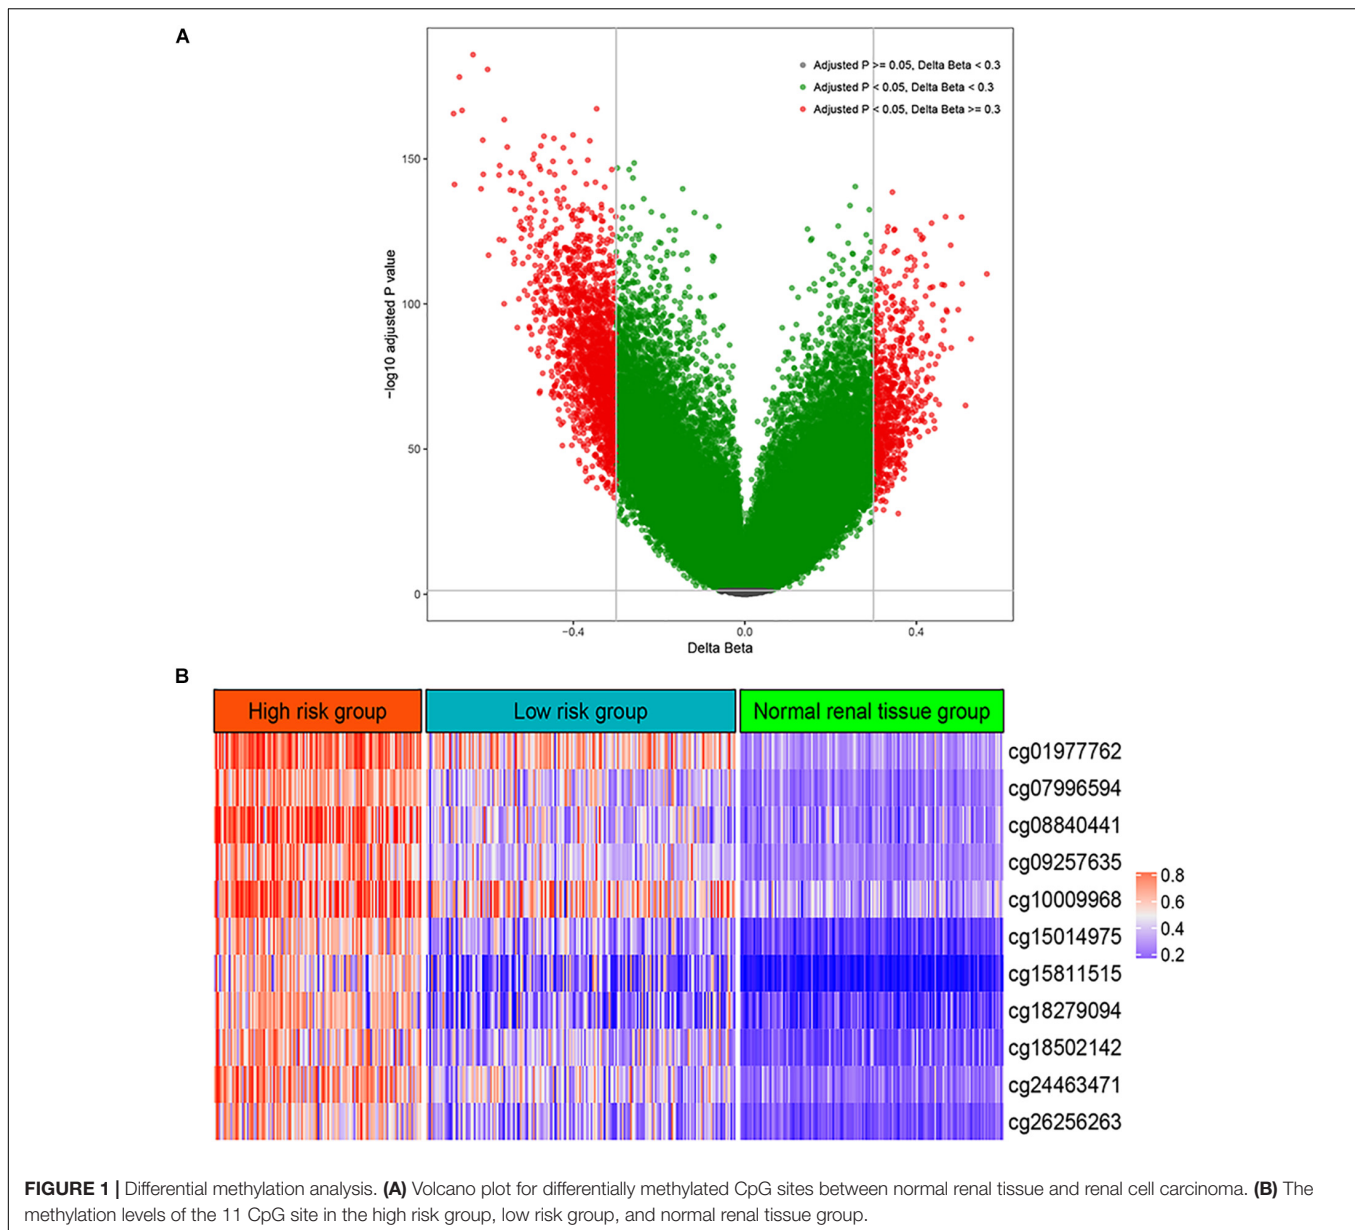 A
Adjusted P >= 0.05, Delta Beta < 0.3
Adjusted P < 0.05, Delta Beta < 0.3
Adjusted P < 0.05, Delta Beta >= 0.3
150
100
50
0
−log10 adjusted P value
−0.4 0.0 0.4
Delta Beta
B
High risk group Low risk group Normal renal tissue group
cg01977762
cg07996594
cg08840441
cg09257635
cg10009968
cg15014975
cg15811515
cg18279094
cg18502142
cg24463471
cg26256263
0.8
0.6
0.4
0.2
FIGURE 1 | Differential methylation analysis. (A) Volcano plot for differentially methylated CpG sites between normal renal tissue and renal cell carcinoma. (B) The
methylation levels of the 11 CpG site in the high risk group, low risk group, and normal renal tissue group.